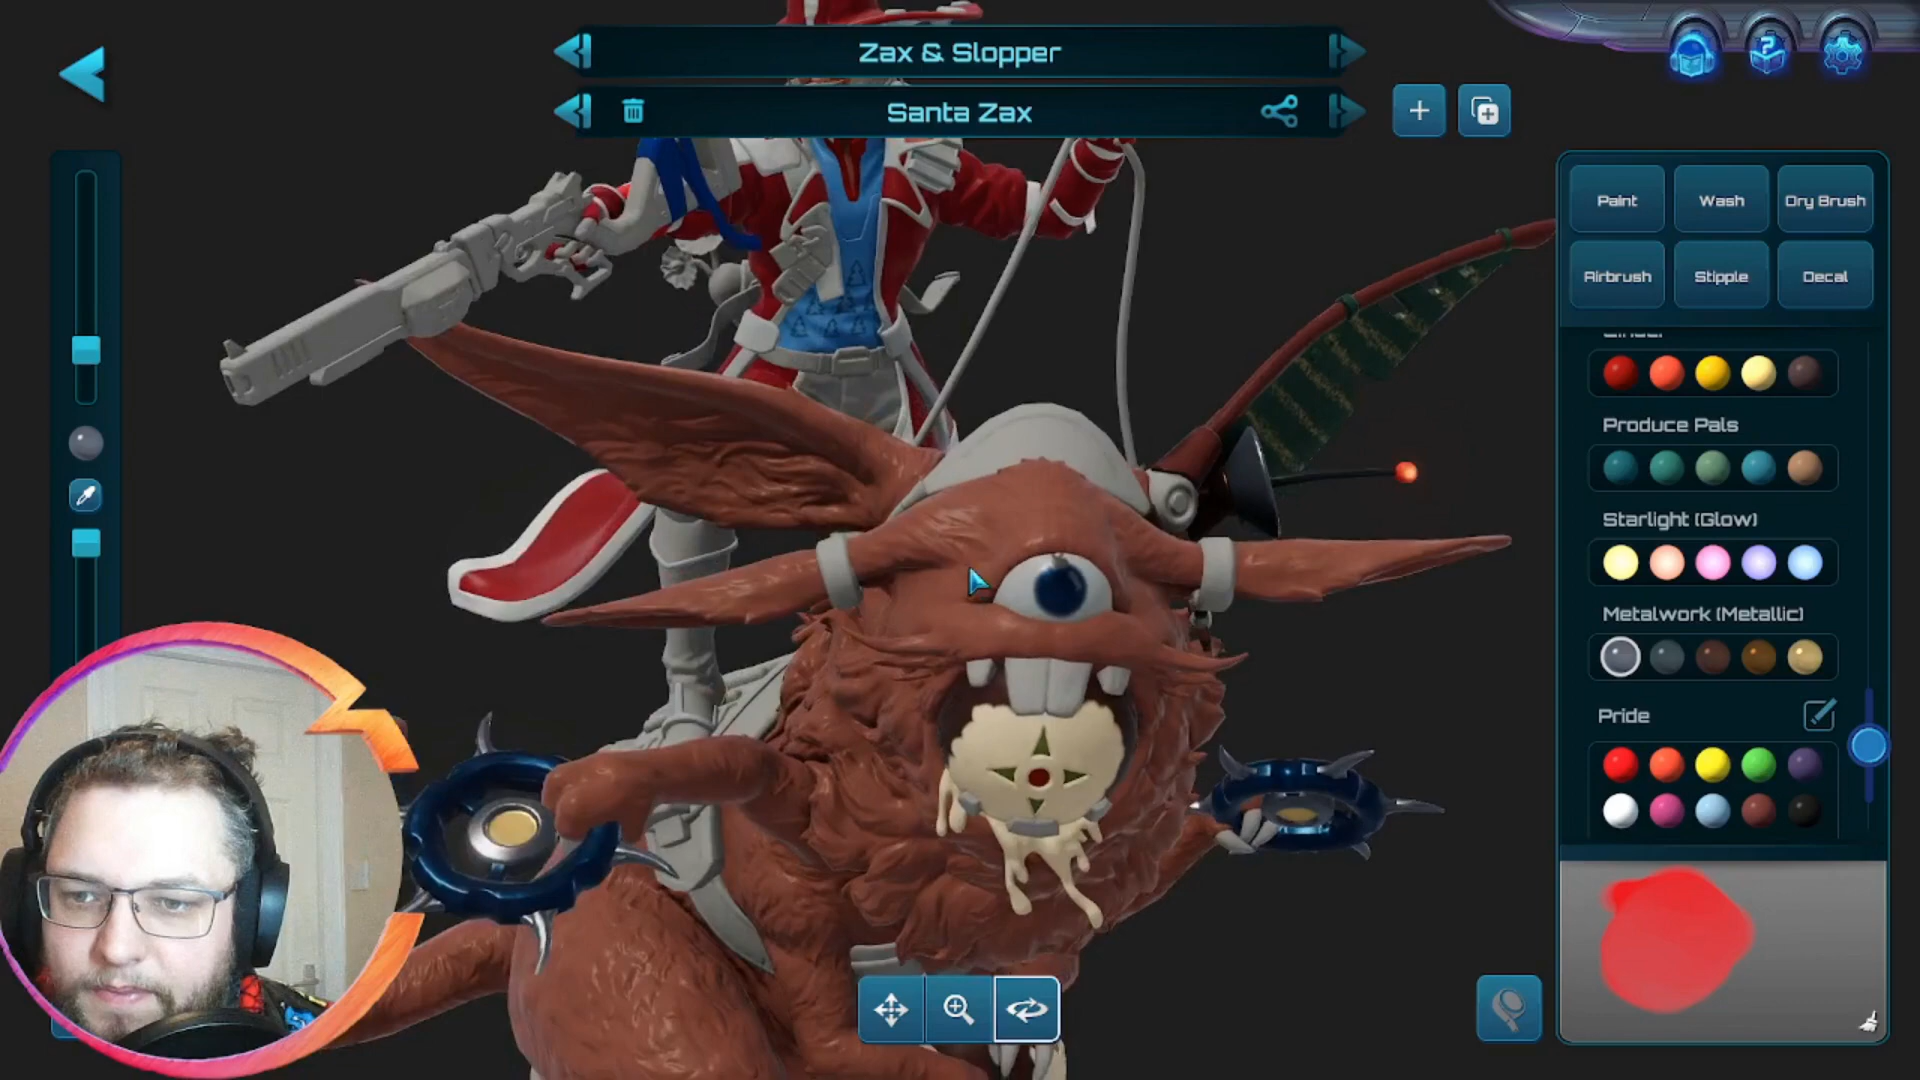 Zax & Slopper
Santa Zax
Paint
Wash
Dry Brush
Airbrush
Stipple
Decal
Produce Pals
Starlight (Glow)
Metalwork (Metallic)
Pride